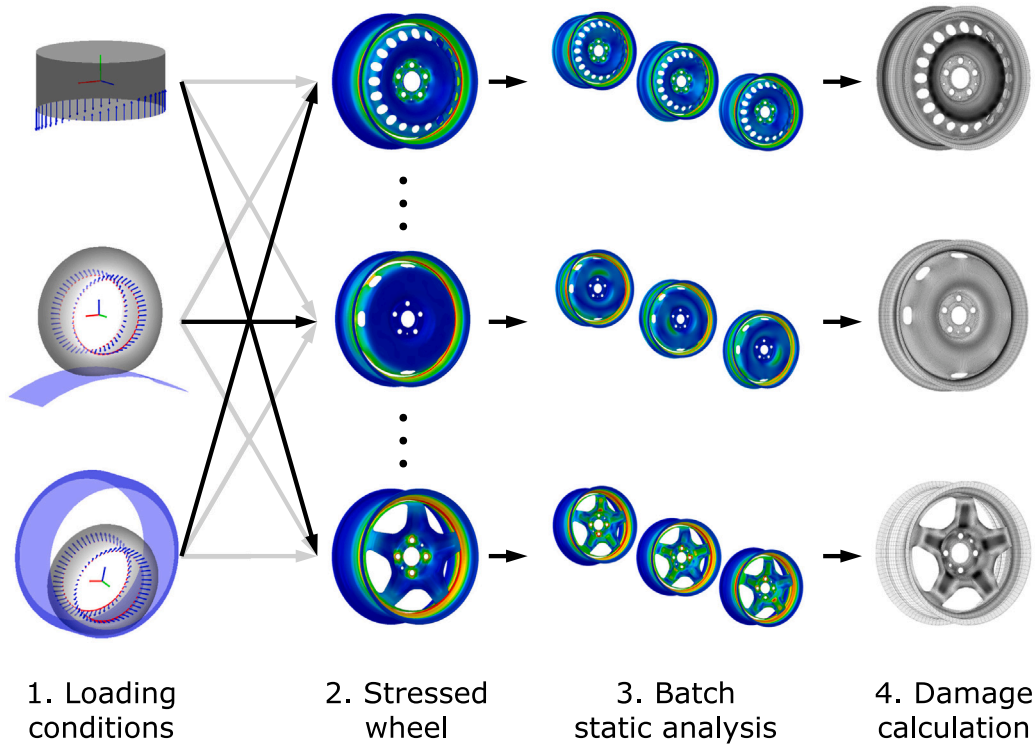 1. Loading
conditions
2. Stressed
wheel
3. Batch
static analysis
4. Damage
calculation